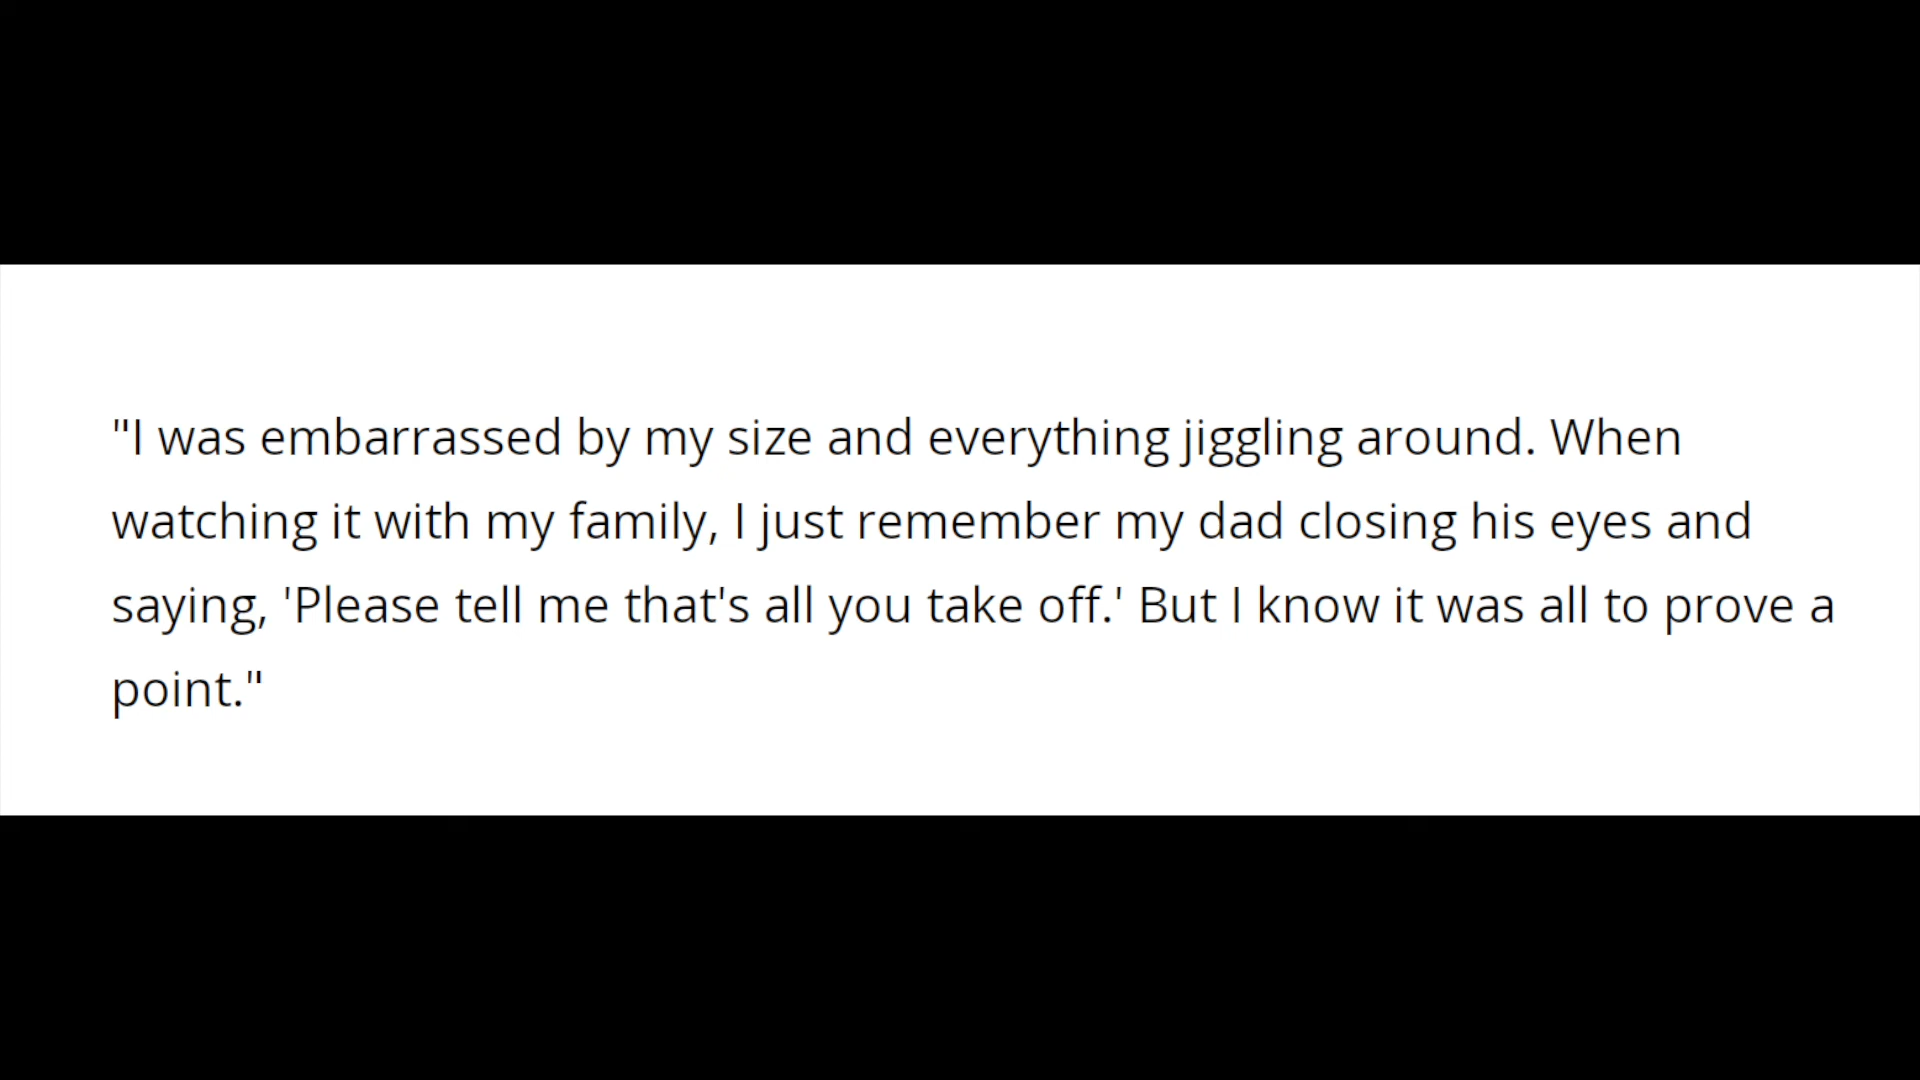 "I was embarrassed by my size and everything jiggling around. When
watching it with my family, I just remember my dad closing his eyes and
saying, 'Please tell me that's all you take off.' But I know it was all to prove a
point."